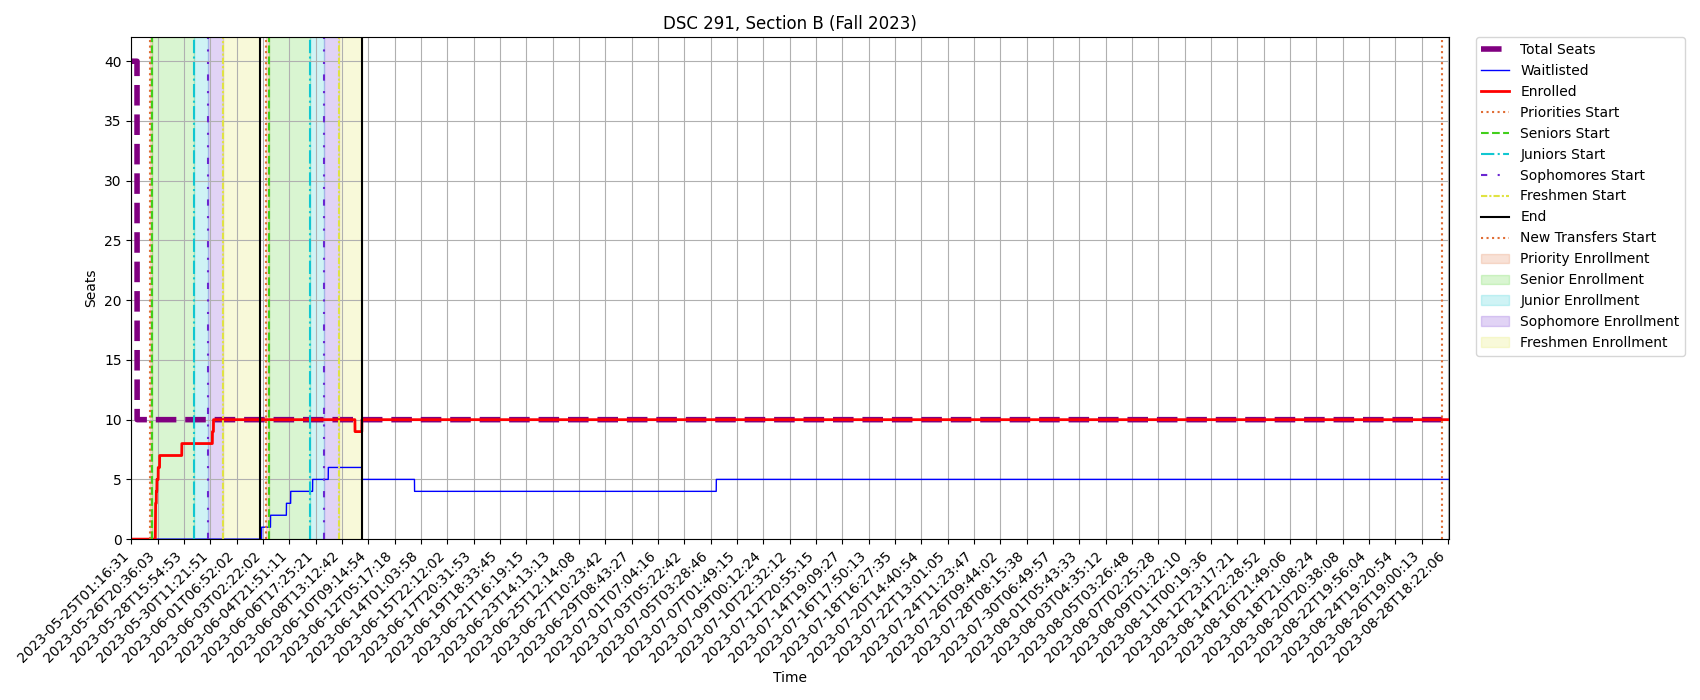 DSC 291, Section B (Fall 2023)
Seats
40
35
30
25
20
15
10
5
0
2023-05-25T01:16:31
2023-05-26T20:36:03
2023-05-28T15:54:53
2023-05-30T11:21:51
2023-06-01T06:52:02
2023-06-03T02:22:02
2023-06-04T21:51:11
2023-06-06T17:25:21
2023-06-08T13:12:42
2023-06-10T09:14:54
2023-06-12T05:17:18
2023-06-14T01:03:58
2023-06-15T22:12:02
2023-06-17T20:31:53
2023-06-19T18:33:45
2023-06-21T16:19:15
2023-06-23T14:13:13
2023-06-25T12:14:08
2023-06-27T10:23:42
2023-06-29T08:43:27
2023-07-01T07:04:16
2023-07-03T05:22:42
2023-07-05T03:28:46
2023-07-07T01:49:15
2023-07-09T00:12:24
2023-07-10T22:32:12
2023-07-12T20:55:15
2023-07-14T19:09:27
2023-07-16T17:50:13
2023-07-18T16:27:35
2023-07-20T14:40:54
2023-07-22T13:01:05
2023-07-24T11:23:47
2023-07-26T09:44:02
2023-07-28T08:15:38
2023-07-30T06:49:57
2023-08-01T05:43:33
2023-08-03T04:35:12
2023-08-05T03:26:48
2023-08-07T02:25:28
2023-08-09T01:22:10
2023-08-11T00:19:36
2023-08-12T23:17:21
2023-08-14T22:28:52
2023-08-16T21:49:06
2023-08-18T21:08:24
2023-08-20T20:38:08
2023-08-22T19:56:04
2023-08-24T19:20:54
2023-08-26T19:00:13
2023-08-28T18:22:06
Time
Total Seats
Waitlisted
Enrolled
Priorities Start
Seniors Start
Juniors Start
Sophomores Start
Freshmen Start
End
New Transfers Start
Priority Enrollment
Senior Enrollment
Junior Enrollment
Sophomore Enrollment
Freshmen Enrollment